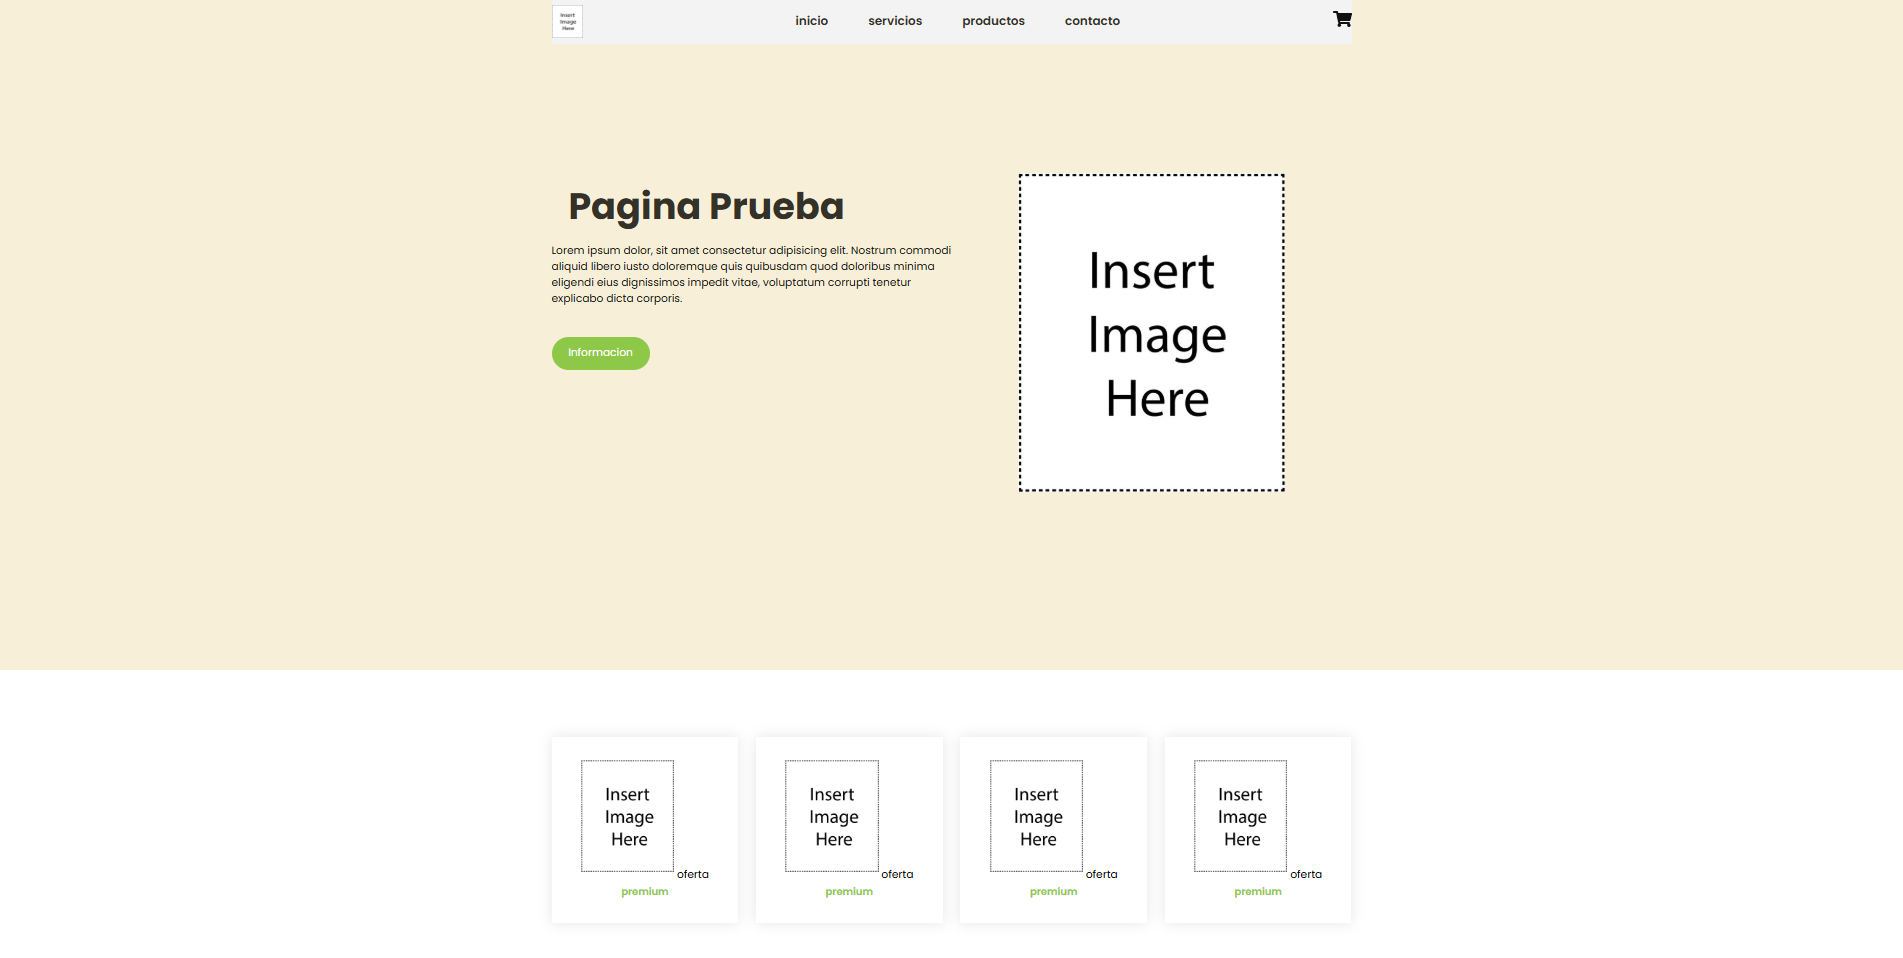 Insert
Image
Here
inicio servicios productos contacto
Pagina Prueba
Lorem ipsum dolor, sit amet consectetur adipisicing elit. Nostrum commodi
aliquid libero iusto doloremque quis quibusdam quod doloribus minima
eligendi eius dignissimos impedit vitae, voluptatum corrupti tenetur
explicabo dicta corporis.
Informacion
Insert
Image
Here
Insert
Image
Here
oferta
premium
Insert
Image
Here
oferta
premium
Insert
Image
Here
oferta
premium
Insert
Image
Here
oferta
premium